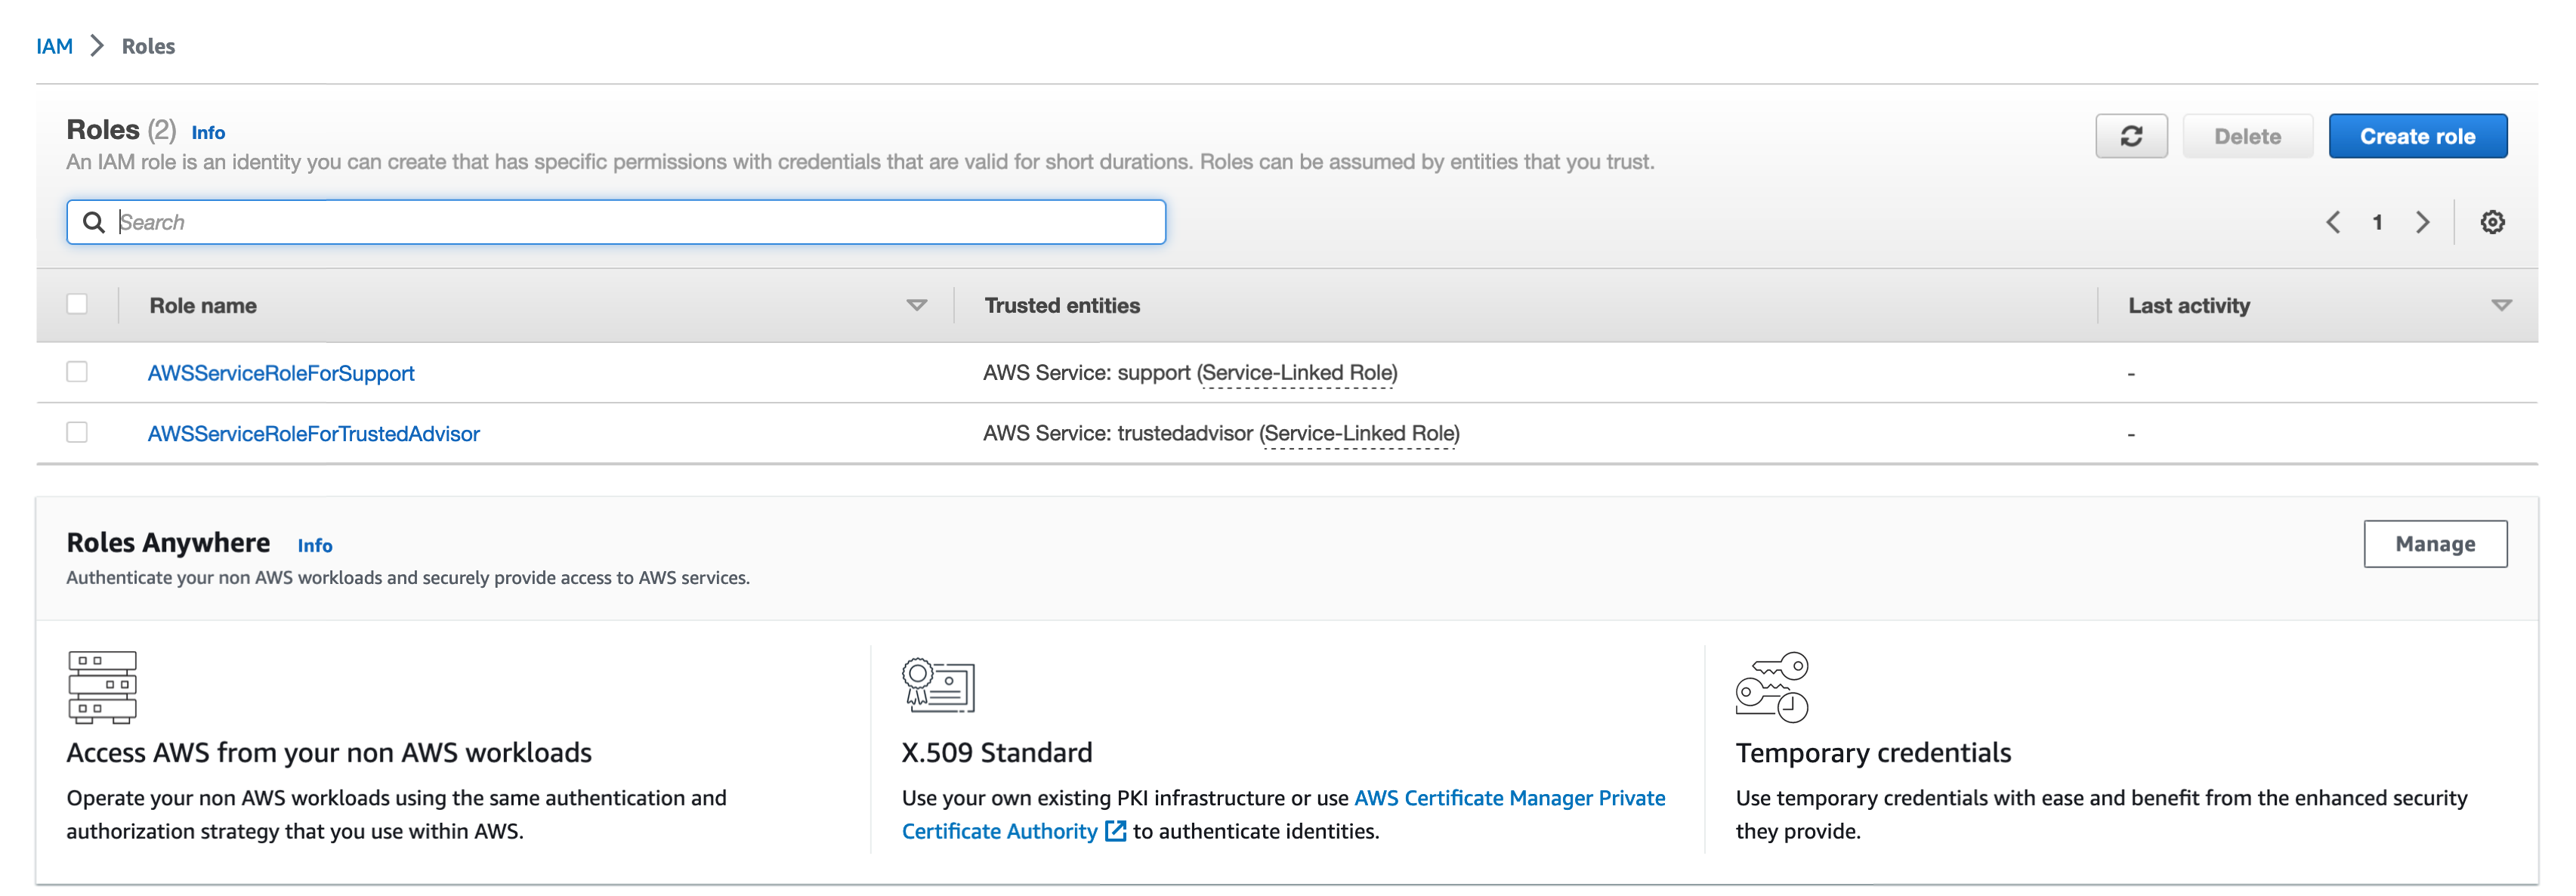 IAM > Roles
Roles (2) Info
An IAM role is an identity you can create that has specific permissions with credentials that are valid for short durations. Roles can be assumed by entities that you trust.
Delete
Create role
Search
1
Role name Trusted entities Last activity
AWSServiceRoleForSupport AWS Service: support (Service-Linked Role) -
AWSServiceRoleForTrustedAdvisor AWS Service: trustedadvisor (Service-Linked Role) -
Roles Anywhere Info
Manage
Authenticate your non AWS workloads and securely provide access to AWS services.
Access AWS from your non AWS workloads
Operate your non AWS workloads using the same authentication and
authorization strategy that you use within AWS.
X.509 Standard
Use your own existing PKI infrastructure or use AWS Certificate Manager Private
Certificate Authority to authenticate identities.
Temporary credentials
Use temporary credentials with ease and benefit from the enhanced security
they provide.